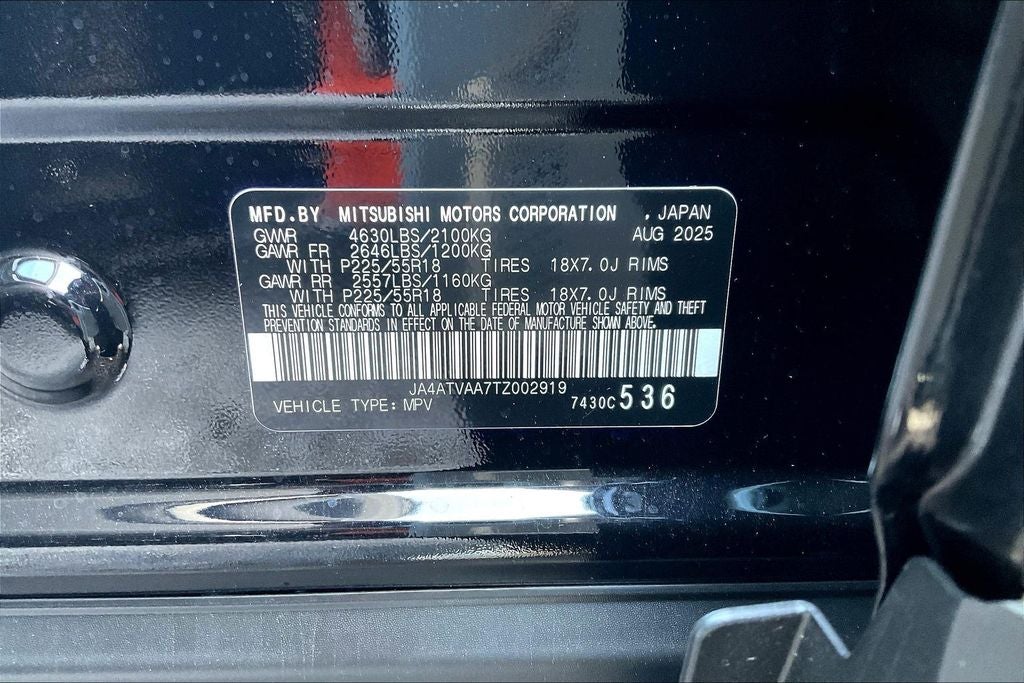 MFD.BY MITSUBISHI MOTORS CORPORATION . JAPAN
GVWR 4630LBS/2100KG AUG 2025
GAWR FR 2646LBS/1200KG
WITH P225/55R18 TIRES 18X7.0J RIMS
GAWR RR 2557LBS/1160KG
WITH P225/55R18 TIRES 18X7.0J RIMS
THIS VEHICLE CONFORMS TO ALL APPLICABLE FEDERAL MOTOR VEHICLE SAFETY AND THEFT
PREVENTION STANDARDS IN EFFECT ON THE DATE OF MANUFACTURE SHOWN ABOVE.
JA4ATVAA7TZ002919
VEHICLE TYPE: MPV 7430C 536